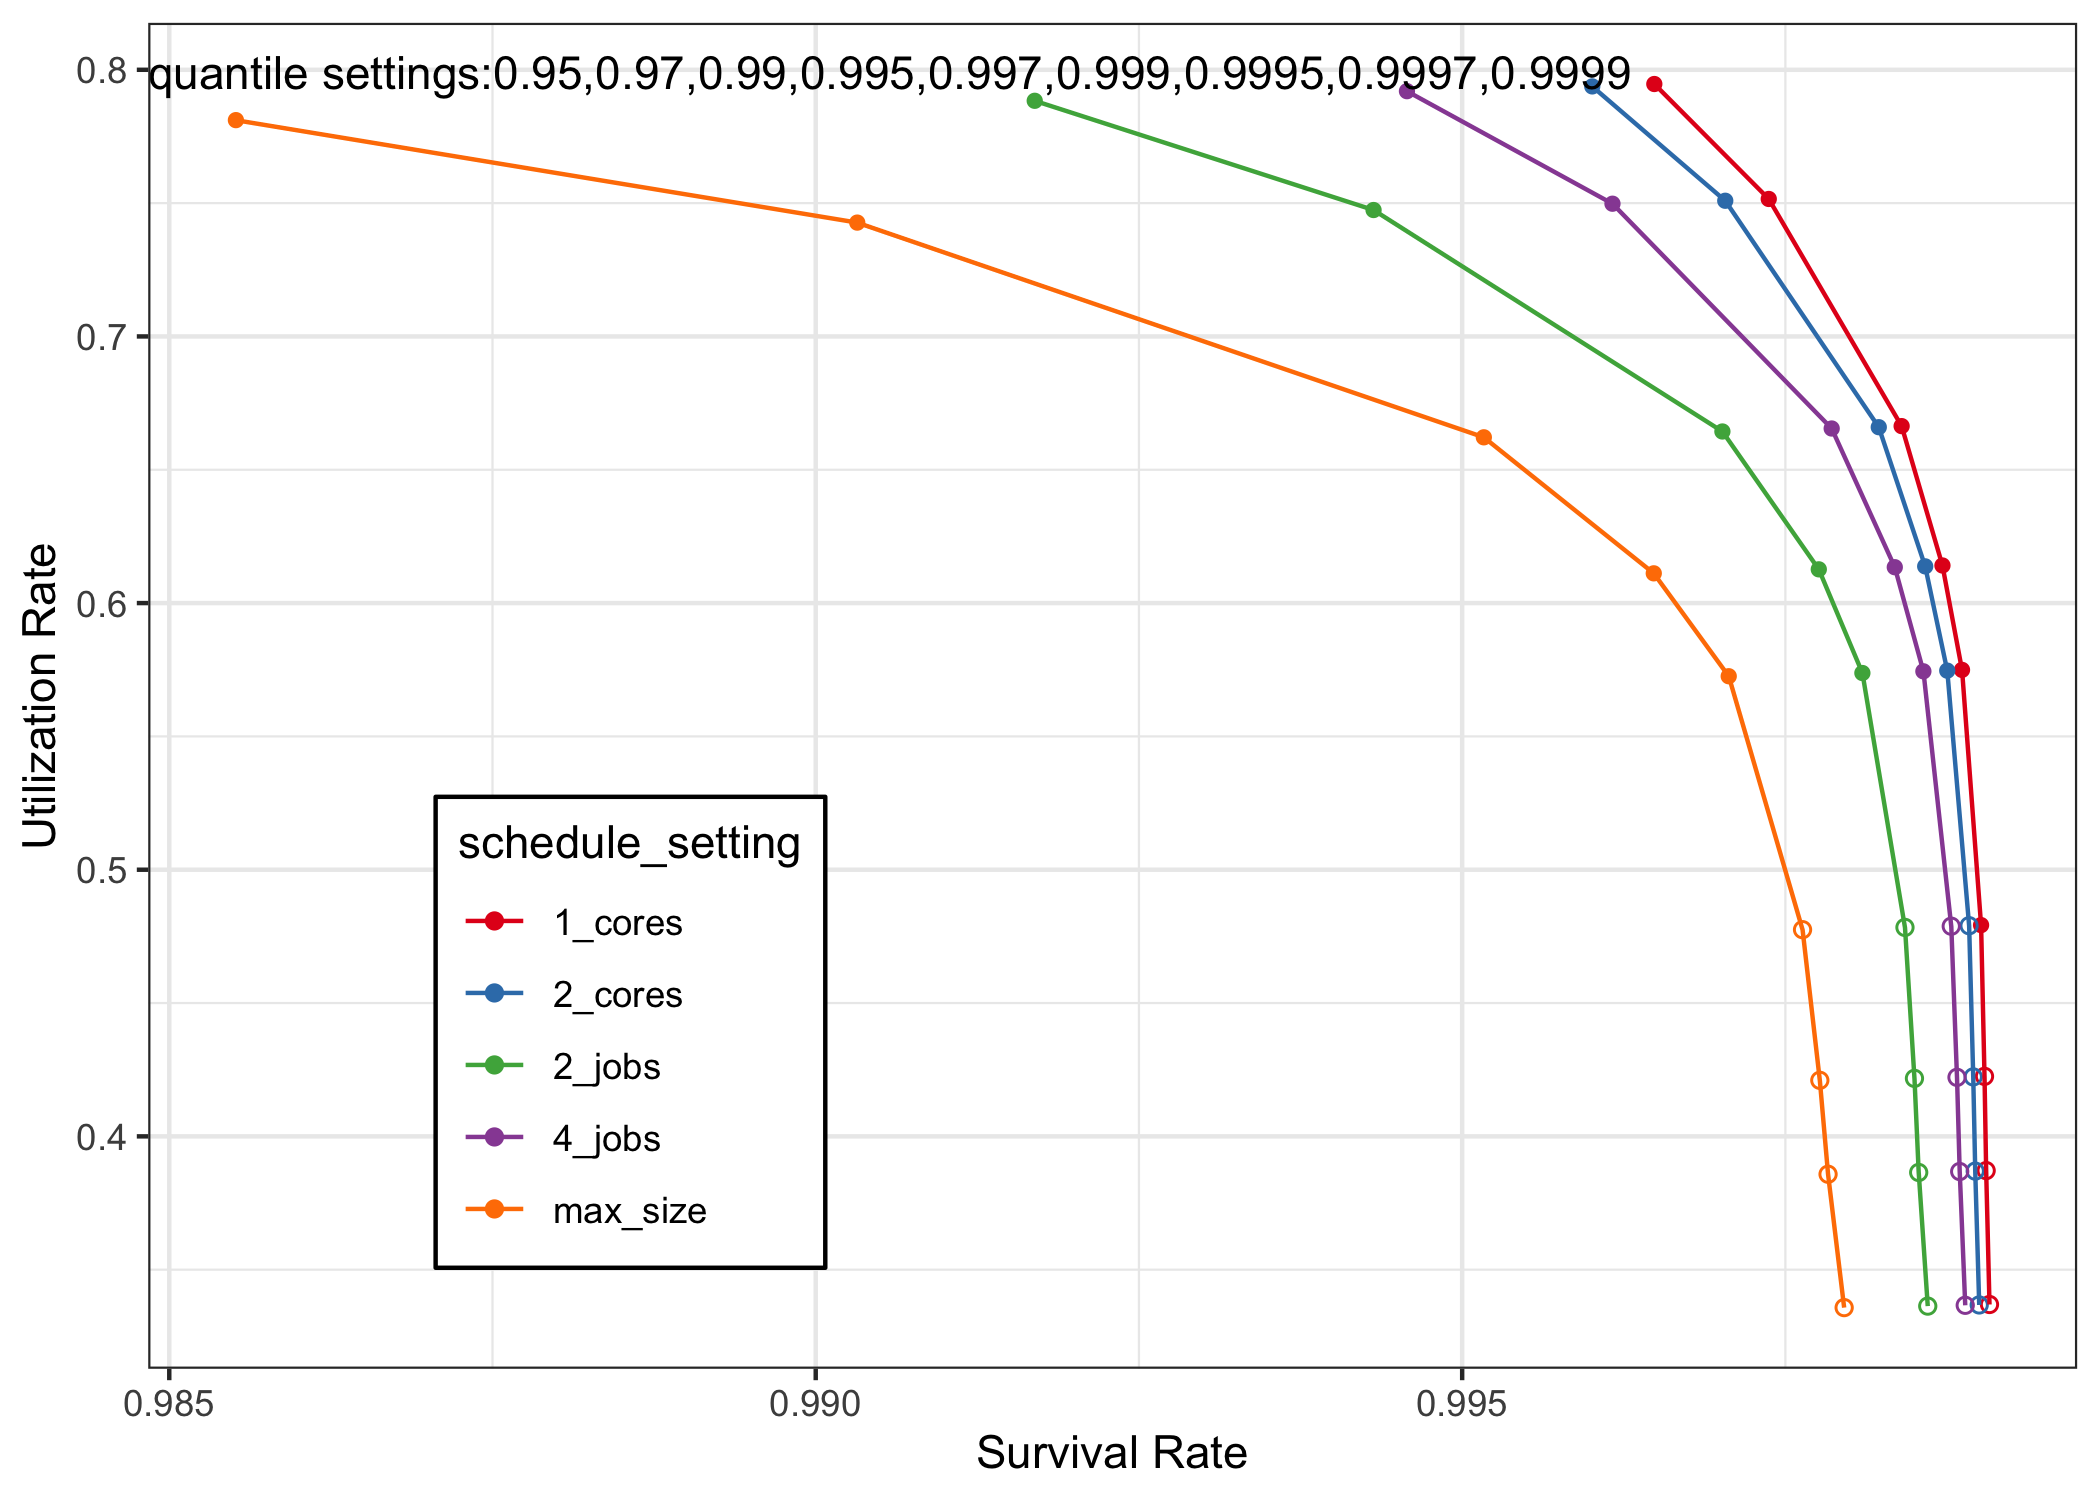 quantile settings:0.95,0.97,0.99,0.995,0.997,0.999,0.9995,0.9997,0.9999
0.8
0.7
0.6
0.5
0.4
Utilization Rate
schedule_setting
1_cores
2_cores
2_jobs
4_jobs
max_size
0.985
0.990
0.995
Survival Rate